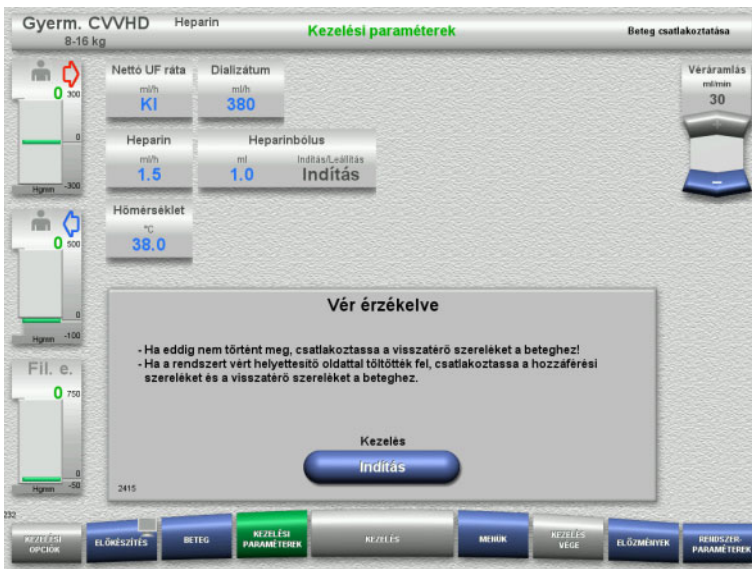 Gyerm. CVVHD Heparin Kezelési paraméterek Beteg csatlakoztatása
8-16 kg
Nettó UF ráta Dializátum Véráramlás
ml/h ml/h ml/min
KI 380 30
0 300
0
-300
Hgmm
Heparin Heparinbólus
ml/h ml Indítás/Leállítás
1.5 1.0 Indítás
Hőmérséklet
°C
38.0
0 500
0
-100
Hgmm
Vér érzékelve
- Ha eddig nem történt meg, csatlakoztassa a visszatérő szereléket a beteghez!
- Ha a rendszert vért helyettesítő oldattal töltötték fel, csatlakoztassa a hozzáférési
szereléket és a visszatérő szereléket a beteghez.
Kezelés
Indítás
2415
Fil. e.
0 750
0
-50
Hgmm
232
KEZELÉSI OPCIÓK
ELŐKÉSZÍTÉS
BETEG
KEZELÉSI PARAMÉTEREK
KEZELÉS
MENÜK
KEZELÉS VÉGE
ELŐZMÉNYEK
RENDSZER-PARAMÉTEREK